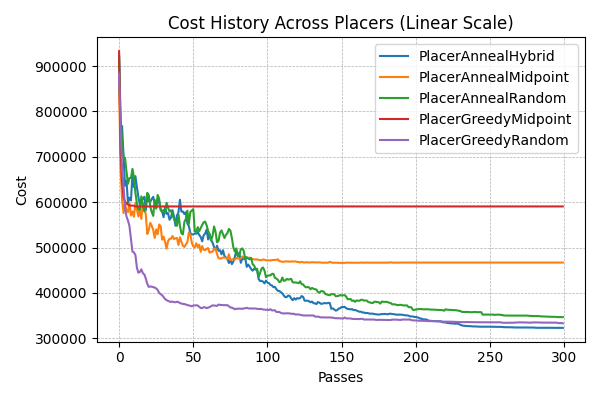 Cost History Across Placers (Linear Scale)
PlacerAnnealHybrid
PlacerAnnealMidpoint
PlacerAnnealRandom
PlacerGreedyMidpoint
PlacerGreedyRandom
900000
800000
700000
600000
500000
400000
300000
Cost
0 50 100 150 200 250 300
Passes